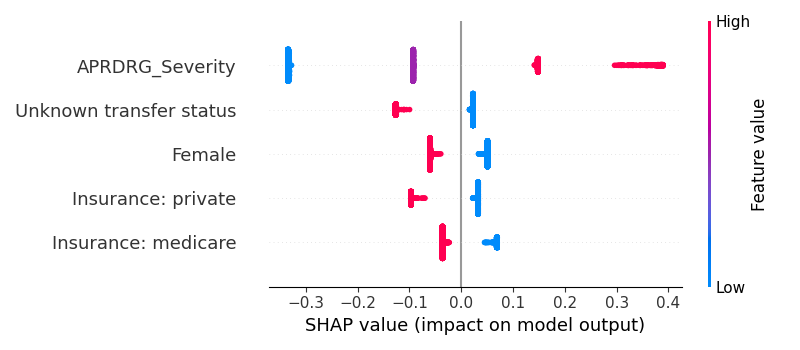 High
APRDRG_Severity
Unknown transfer status
Female
Insurance: private
Insurance: medicare
Feature value
Low
−0.3 −0.2 −0.1 0.0 0.1 0.2 0.3 0.4
SHAP value (impact on model output)